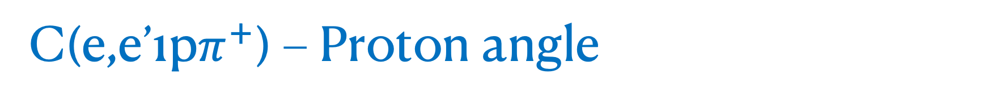 C(e,e’1pπ⁺) – Proton angle